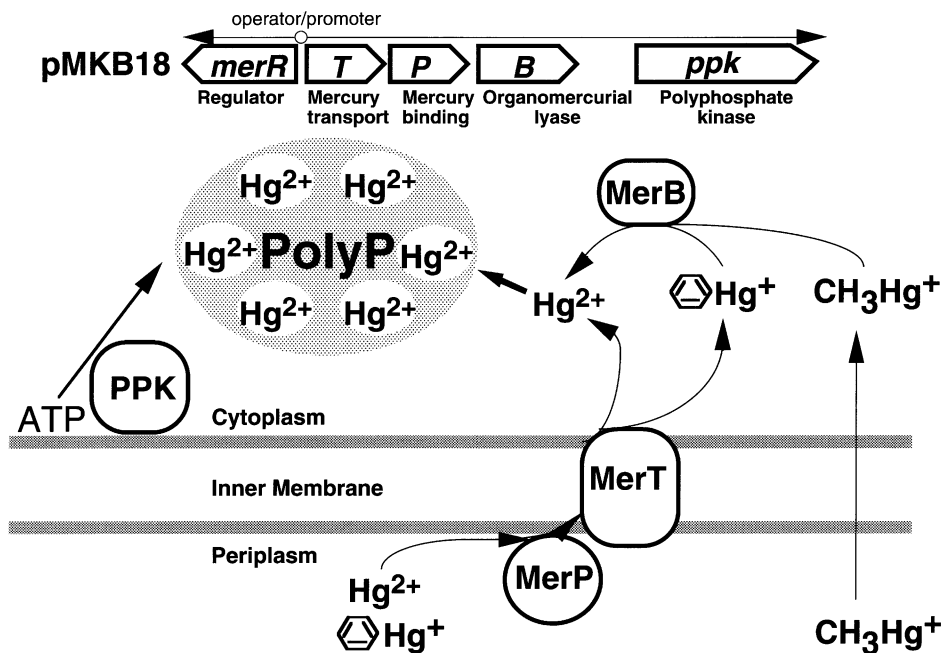 operator/promoter
pMKB18 merR T P B ppk
Regulator Mercury transport Mercury binding Organomercurial lyase Polyphosphate kinase
Hg2+ Hg2+
Hg2+ PolyP Hg2+
Hg2+ Hg2+
MerB
Hg2+
Hg+
CH3Hg+
PPK
ATP
Cytoplasm
MerT
Inner Membrane
Periplasm
MerP
Hg2+
Hg+
CH3Hg+